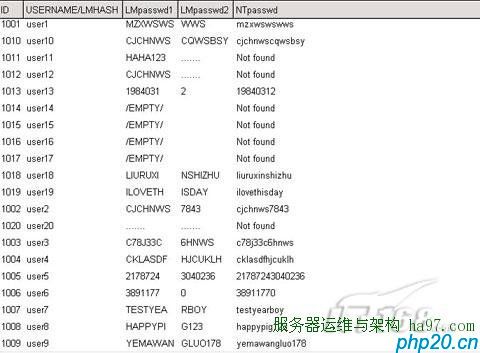 ID USERNAME/LMHASH LMpasswd1 LMpasswd2 NTpasswd
1001 user1 MZXWSWS WWS mzxwswswws
1010 user10 CJCHNWS CQWSBSY cjchnwscqwsbsy
1011 user11 HAHA123 ....... Not found
1012 user12 CJCHNWS ....... Not found
1013 user13 1984031 2 19840312
1014 user14 /EMPTY/ Not found
1015 user15 /EMPTY/ Not found
1016 user16 /EMPTY/ Not found
1017 user17 /EMPTY/ Not found
1018 user18 LIURUXI NSHIZHU liuruxinshizhu
1019 user19 ILOVETH ISDAY ilovethisday
1002 user2 CJCHNWS 7843 cjchnws7843
1020 user20 ....... ....... Not found
1003 user3 C78J33C 6HNWS c78j33c6hnws
1004 user4 CKLASDF HJCUKLH cklasdfhjcuklh
1005 user5 2178724 3040236 21787243040236
1006 user6 3891177 0 38911770
1007 user7 TESTYEA RBOY testyearboy
1008 user8 HAPPYPI G123
1009 user9 YEMAWAN GLUO178 yemawangluo178
服务器运维与架构 ha97.com
php20.cn